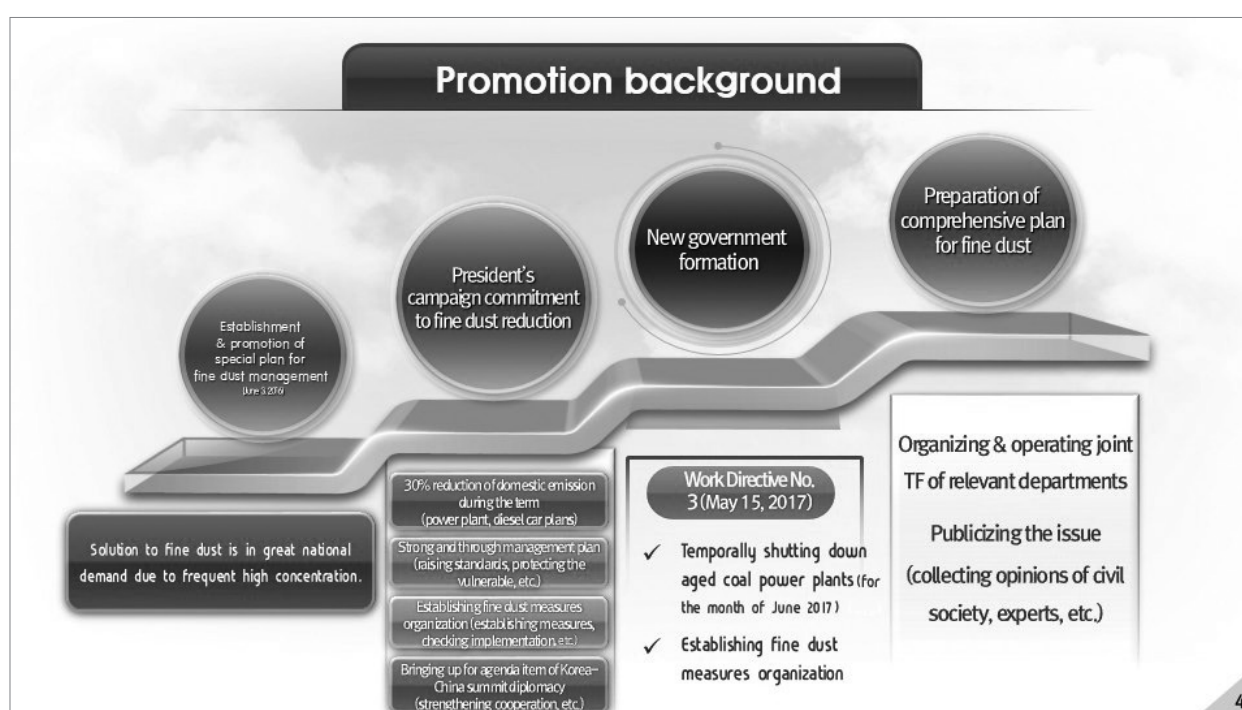 Promotion background
Establishment
& promotion of
special plan for
fine dust management
(June 3, 2016)
Solution to fine dust is in great national
demand due to frequent high concentration.
President's
campaign commitment
to fine dust reduction
30% reduction of domestic emission
during the term
(power plant, diesel car plans)
Strong and through management plan
(raising standards, protecting the
vulnerable, etc.)
Establishing fine dust measures
organization (establishing measures,
checking implementation, etc.)
Bringing up for agenda item of Korea–
China summit diplomacy
(strengthening cooperation, etc.)
New government
formation
Work Directive No.
3 (May 15, 2017)
✓ Temporally shutting down
aged coal power plants (for
the month of June 2017)
✓ Establishing fine dust
measures organization
Preparation of
comprehensive plan
for fine dust
Organizing & operating joint
TF of relevant departments
Publicizing the issue
(collecting opinions of civil
society, experts, etc.)
4